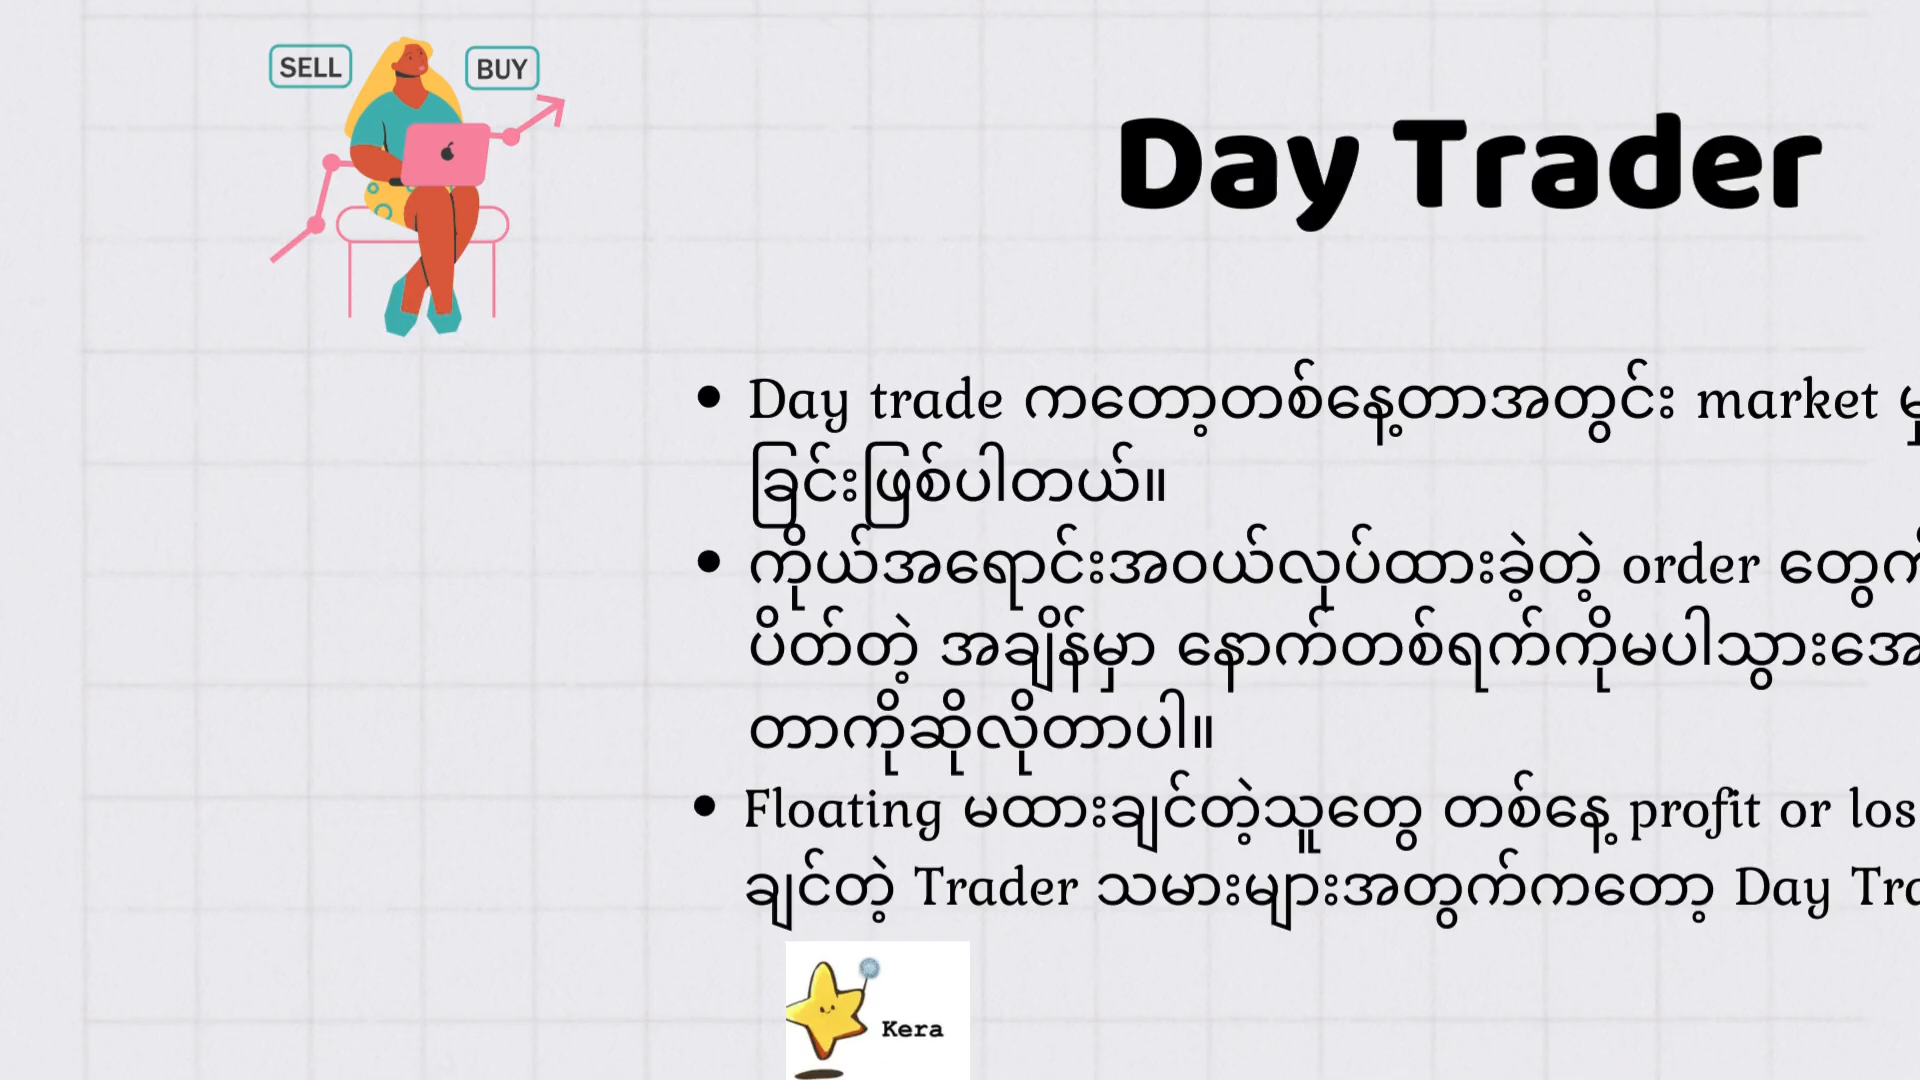 SELL
BUY
Day Trader
Day trade ကတော့တစ်နေ့တာအတွင်း market
ခြင်းဖြစ်ပါတယ်။
ကိုယ်အရောင်းအဝယ်လုပ်ထားခဲ့တဲ့ order
ပိတ်တဲ့ အချိန်မှာ နောက်တစ်ရက်ကိုမပါသွား
တာကိုဆိုလိုတာပါ။
Floating မထားချင်တဲ့သူတွေ တစ်နေ့ profit or
ချင်တဲ့ Trader သမားများအတွက်ကတော့ Day
Kera